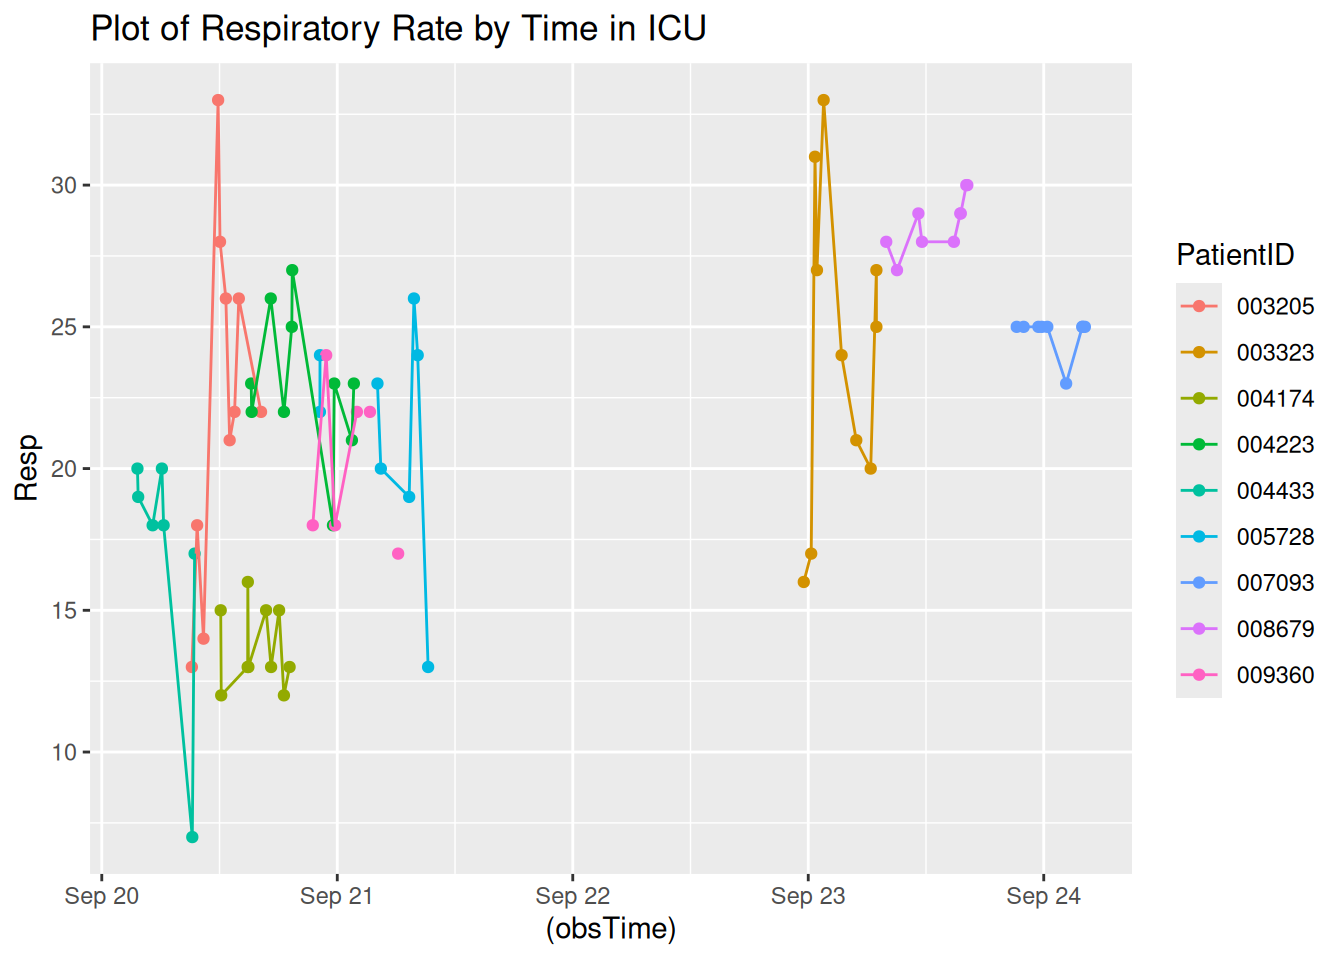 Plot of Respiratory Rate by Time in ICU
Resp
30
25
20
15
10
Sep 20 Sep 21 Sep 22 Sep 23 Sep 24
(obsTime)
PatientID
003205
003323
004174
004223
004433
005728
007093
008679
009360